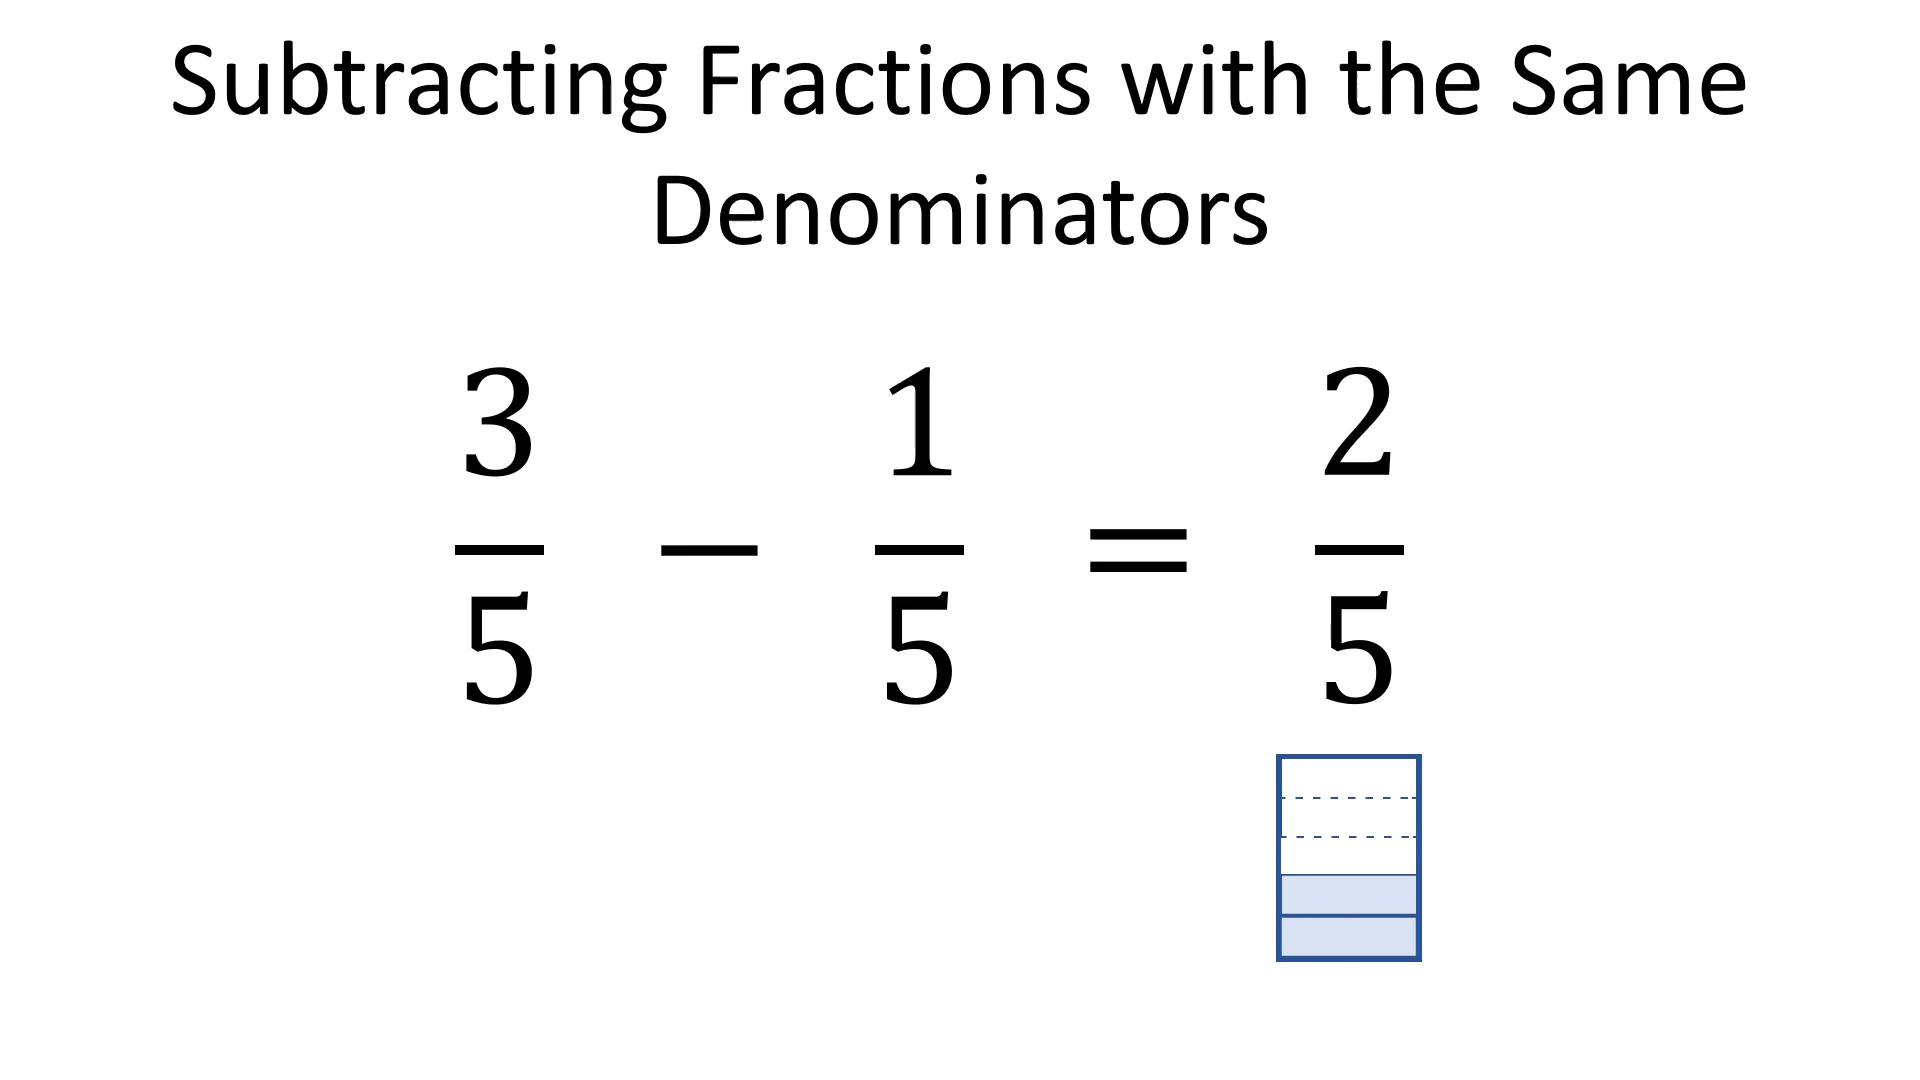 Subtracting Fractions with the Same
Denominators
3 1 2
— − — = —
5 5 5